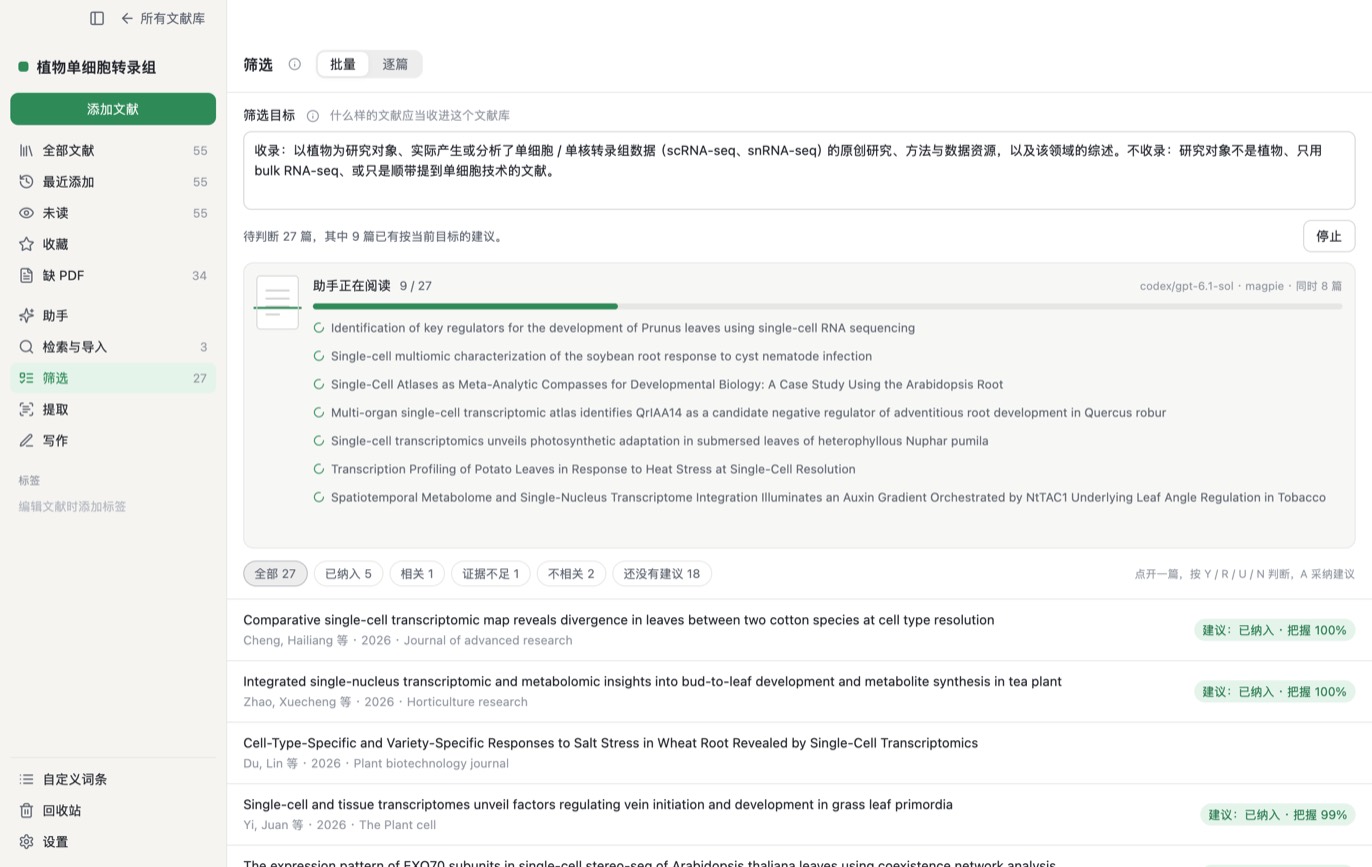 所有文献库
植物单细胞转录组
添加文献
全部文献 55
最近添加 55
未读 55
收藏
缺 PDF 34
助手
检索与导入 3
筛选 27
提取
写作
标签
编辑文献时添加标签
自定义词条
回收站
设置
筛选 批量 逐篇
筛选目标 什么样的文献应当收进这个文献库
收录：以植物为研究对象、实际产生或分析了单细胞 / 单核转录组数据（scRNA-seq、snRNA-seq）的原创研究、方法与数据资源，以及该领域的综述。不收录：研究对象不是植物、只用
bulk RNA-seq、或只是顺带提到单细胞技术的文献。
待判断 27 篇，其中 9 篇已有按当前目标的建议。 停止
助手正在阅读 9 / 27 codex/gpt-6.1-sol · magpie · 同时 8 篇
Identification of key regulators for the development of Prunus leaves using single-cell RNA sequencing
Single-cell multiomic characterization of the soybean root response to cyst nematode infection
Single-Cell Atlases as Meta-Analytic Compasses for Developmental Biology: A Case Study Using the Arabidopsis Root
Multi-organ single-cell transcriptomic atlas identifies QrIAA14 as a candidate negative regulator of adventitious root development in Quercus robur
Single-cell transcriptomics unveils photosynthetic adaptation in submersed leaves of heterophyllous Nuphar pumila
Transcription Profiling of Potato Leaves in Response to Heat Stress at Single-Cell Resolution
Spatiotemporal Metabolome and Single-Nucleus Transcriptome Integration Illuminates an Auxin Gradient Orchestrated by NtTAC1 Underlying Leaf Angle Regulation in Tobacco
全部 27 已纳入 5 相关 1 证据不足 1 不相关 2 还没有建议 18 点开一篇，按 Y / R / U / N 判断，A 采纳建议
Comparative single-cell transcriptomic map reveals divergence in leaves between two cotton species at cell type resolution
Cheng, Hailiang 等 · 2026 · Journal of advanced research
建议：已纳入 · 把握 100%
Integrated single-nucleus transcriptomic and metabolomic insights into bud-to-leaf development and metabolite synthesis in tea plant
Zhao, Xuecheng 等 · 2026 · Horticulture research
建议：已纳入 · 把握 100%
Cell-Type-Specific and Variety-Specific Responses to Salt Stress in Wheat Root Revealed by Single-Cell Transcriptomics
Du, Lin 等 · 2026 · Plant biotechnology journal
Single-cell and tissue transcriptomes unveil factors regulating vein initiation and development in grass leaf primordia
Yi, Juan 等 · 2026 · The Plant cell
建议：已纳入 · 把握 99%
The expression pattern of EXO70 subunits in single-cell stereo-seq of Arabidopsis thaliana leaves using coexistence network analysis